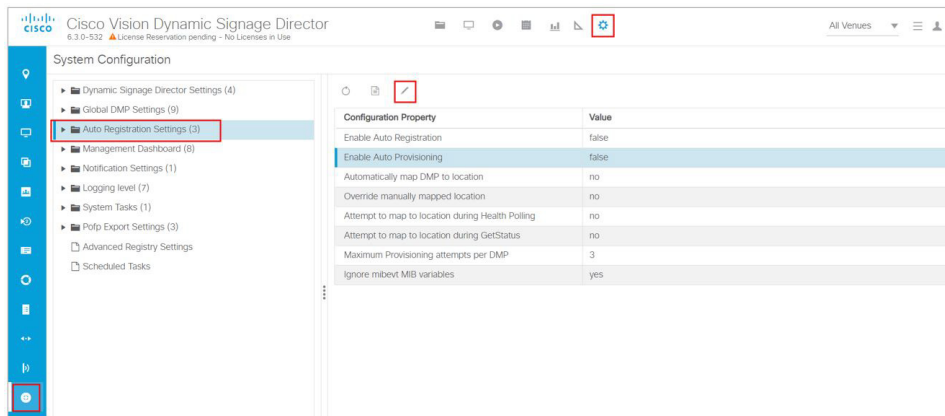 CISCO
Cisco Vision Dynamic Signage Director
6.3.0-532 License Reservation pending - No Licenses in Use
All Venues
System Configuration
Dynamic Signage Director Settings (4)
Global DMP Settings (9)
Auto Registration Settings (3)
Management Dashboard (8)
Notification Settings (1)
Logging level (7)
System Tasks (1)
Pofp Export Settings (3)
Advanced Registry Settings
Scheduled Tasks
Configuration Property Value
Enable Auto Registration false
Enable Auto Provisioning false
Automatically map DMP to location no
Override manually mapped location no
Attempt to map to location during Health Polling no
Attempt to map to location during GetStatus no
Maximum Provisioning attempts per DMP 3
Ignore mibevt MIB variables yes